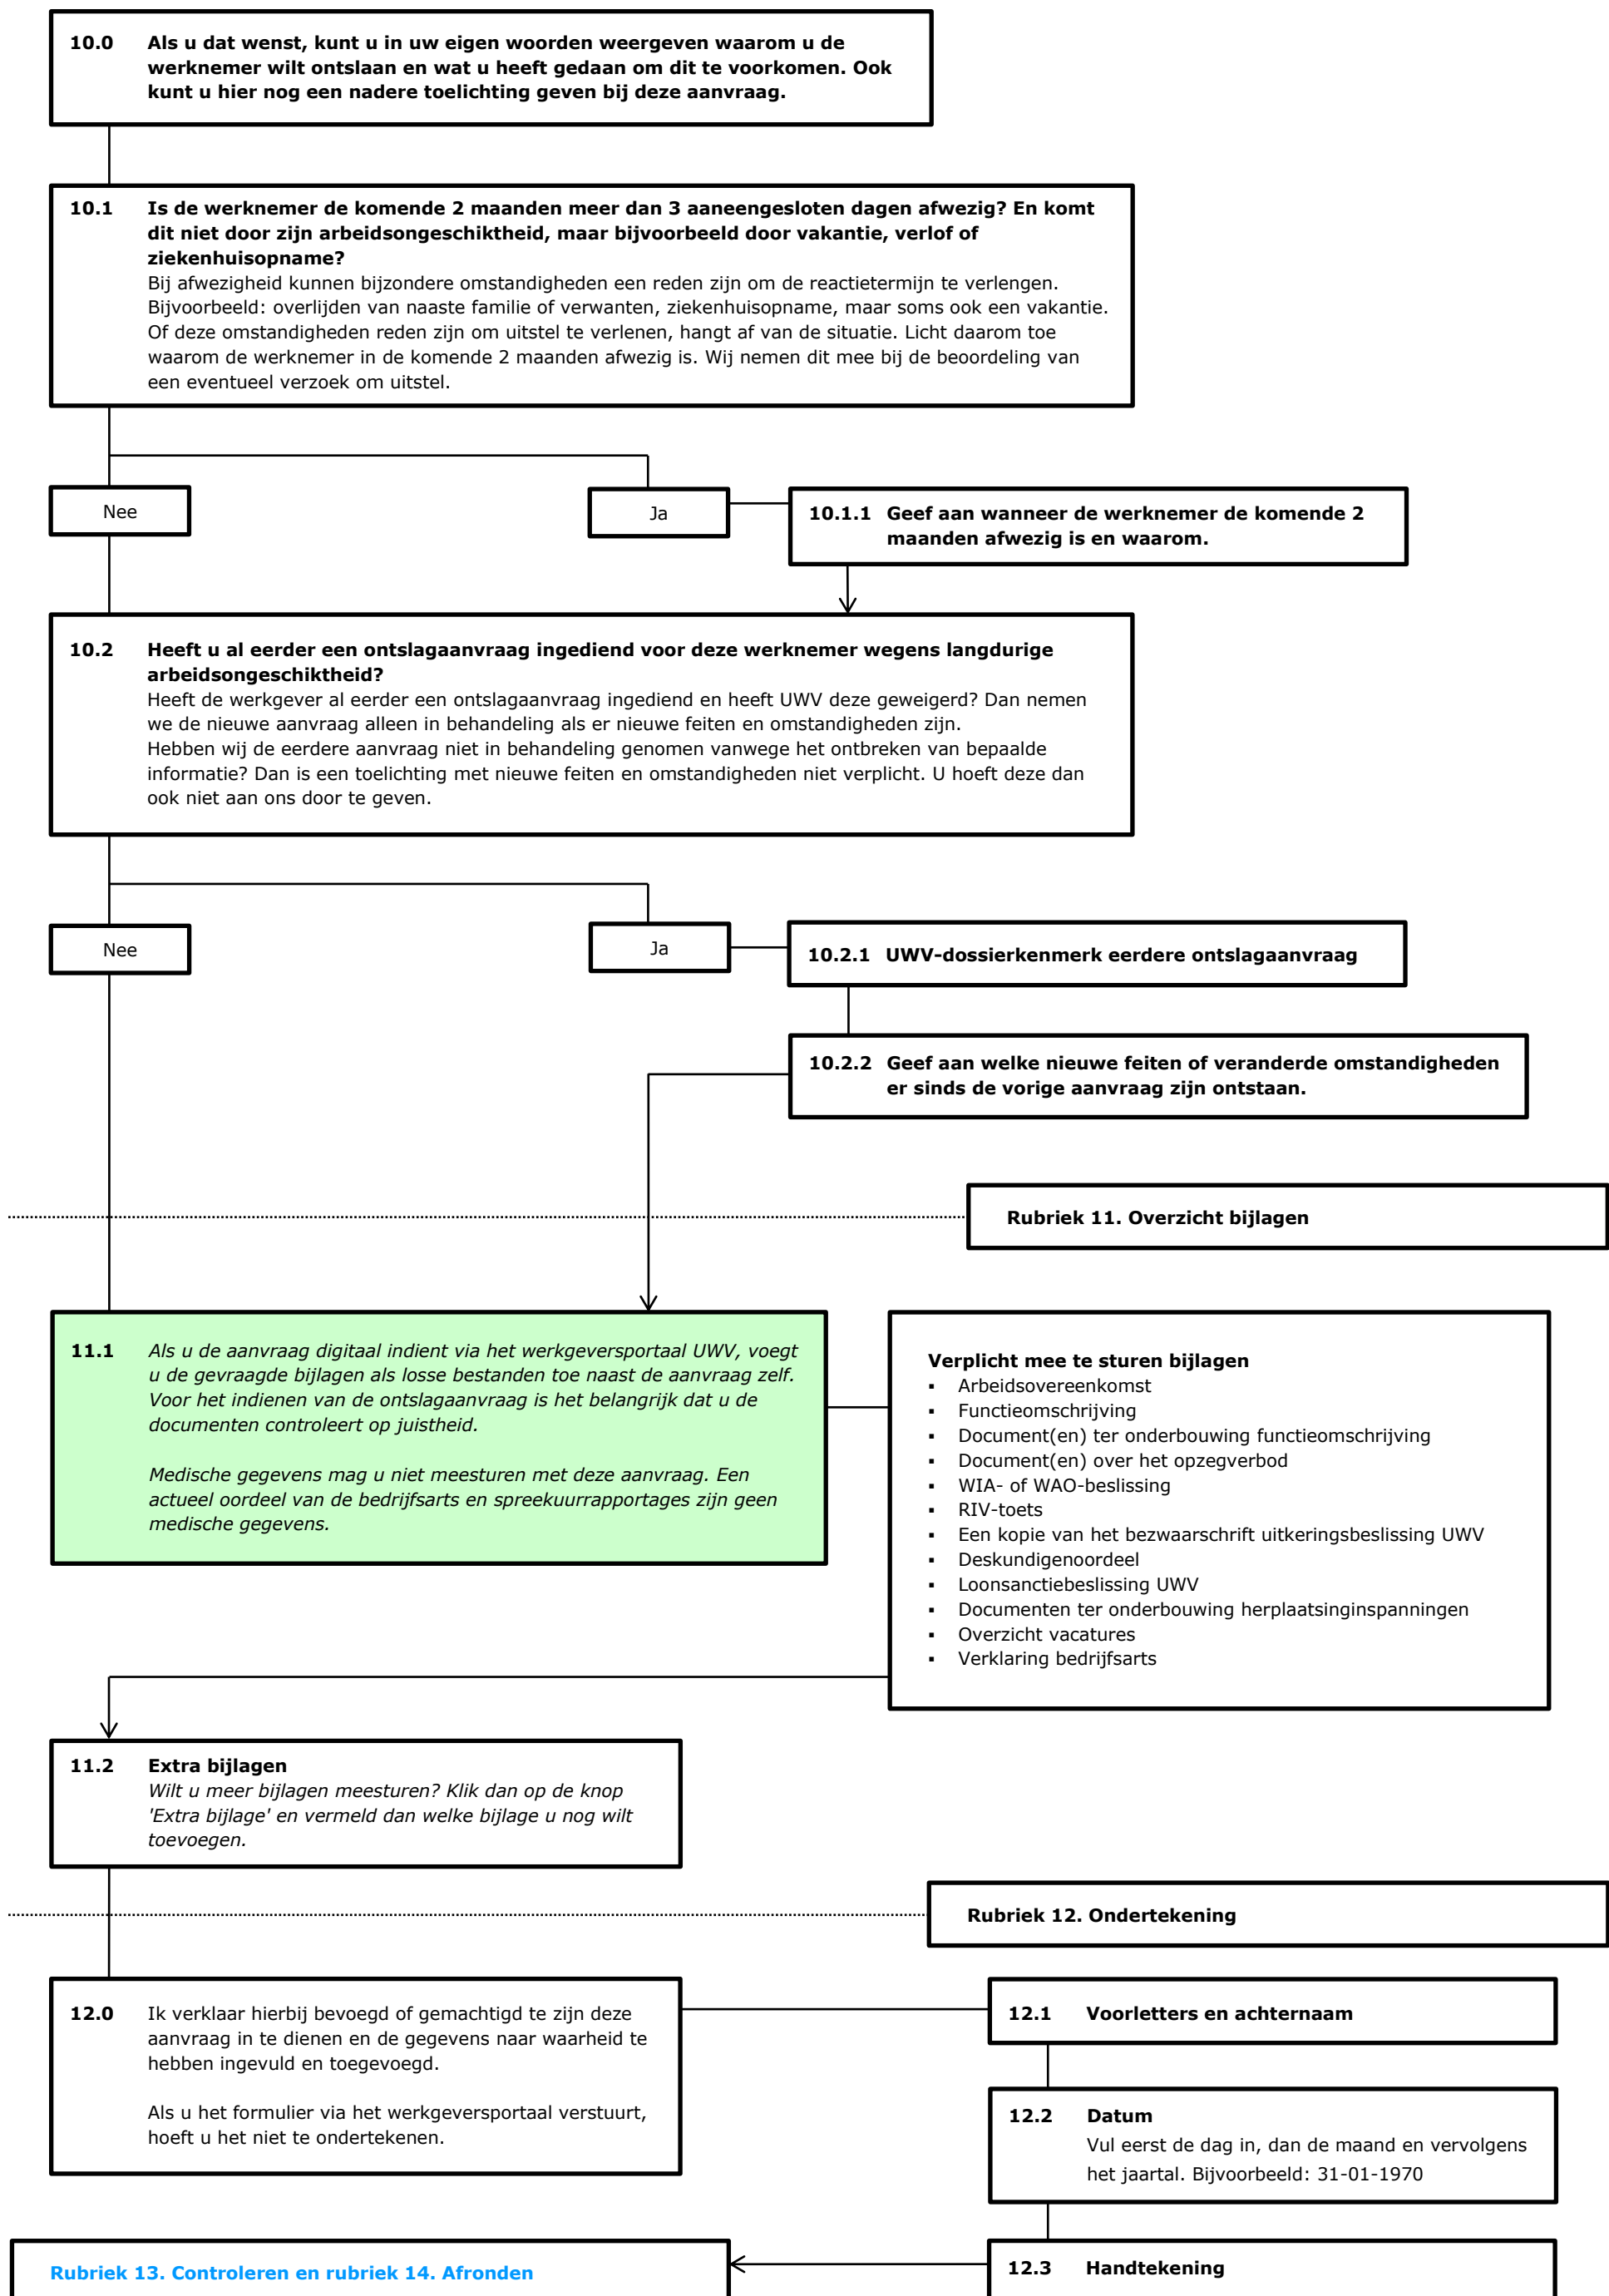 10.0 Als u dat wenst, kunt u in uw eigen woorden weergeven waarom u de
werknemer wilt ontslaan en wat u heeft gedaan om dit te voorkomen. Ook
kunt u hier nog een nadere toelichting geven bij deze aanvraag.
10.1 Is de werknemer de komende 2 maanden meer dan 3 aaneengesloten dagen afwezig? En komt
dit niet door zijn arbeidsongeschiktheid, maar bijvoorbeeld door vakantie, verlof of
ziekenhuisopname?
Bij afwezigheid kunnen bijzondere omstandigheden een reden zijn om de reactietermijn te verlengen.
Bijvoorbeeld: overlijden van naaste familie of verwanten, ziekenhuisopname, maar soms ook een vakantie.
Of deze omstandigheden reden zijn om uitstel te verlenen, hangt af van de situatie. Licht daarom toe
waarom de werknemer in de komende 2 maanden afwezig is. Wij nemen dit mee bij de beoordeling van
een eventueel verzoek om uitstel.
Nee
Ja
10.1.1 Geef aan wanneer de werknemer de komende 2
maanden afwezig is en waarom.
10.2 Heeft u al eerder een ontslagaanvraag ingediend voor deze werknemer wegens langdurige
arbeidsongeschiktheid?
Heeft de werkgever al eerder een ontslagaanvraag ingediend en heeft UWV deze geweigerd? Dan nemen
we de nieuwe aanvraag alleen in behandeling als er nieuwe feiten en omstandigheden zijn.
Hebben wij de eerdere aanvraag niet in behandeling genomen vanwege het ontbreken van bepaalde
informatie? Dan is een toelichting met nieuwe feiten en omstandigheden niet verplicht. U hoeft deze dan
ook niet aan ons door te geven.
Nee
Ja
10.2.1 UWV-dossierkenmerk eerdere ontslagaanvraag
10.2.2 Geef aan welke nieuwe feiten of veranderde omstandigheden
er sinds de vorige aanvraag zijn ontstaan.
Rubriek 11. Overzicht bijlagen
11.1 Als u de aanvraag digitaal indient via het werkgeversportaal UWV, voegt
u de gevraagde bijlagen als losse bestanden toe naast de aanvraag zelf.
Voor het indienen van de ontslagaanvraag is het belangrijk dat u de
documenten controleert op juistheid.
Medische gegevens mag u niet meesturen met deze aanvraag. Een
actueel oordeel van de bedrijfsarts en spreekuurrapportages zijn geen
medische gegevens.
Verplicht mee te sturen bijlagen
▪ Arbeidsovereenkomst
▪ Functieomschrijving
▪ Document(en) ter onderbouwing functieomschrijving
▪ Document(en) over het opzegverbod
▪ WIA- of WAO-beslissing
▪ RIV-toets
▪ Een kopie van het bezwaarschrift uitkeringsbeslissing UWV
▪ Deskundigenoordeel
▪ Loonsanctiebeslissing UWV
▪ Documenten ter onderbouwing herplaatsinginspanningen
▪ Overzicht vacatures
▪ Verklaring bedrijfsarts
11.2 Extra bijlagen
Wilt u meer bijlagen meesturen? Klik dan op de knop
'Extra bijlage' en vermeld dan welke bijlage u nog wilt
toevoegen.
Rubriek 12. Ondertekening
12.0 Ik verklaar hierbij bevoegd of gemachtigd te zijn deze
aanvraag in te dienen en de gegevens naar waarheid te
hebben ingevuld en toegevoegd.
Als u het formulier via het werkgeversportaal verstuurt,
hoeft u het niet te ondertekenen.
12.1 Voorletters en achternaam
12.2 Datum
Vul eerst de dag in, dan de maand en vervolgens
het jaartal. Bijvoorbeeld: 31-01-1970
12.3 Handtekening
Rubriek 13. Controleren en rubriek 14. Afronden